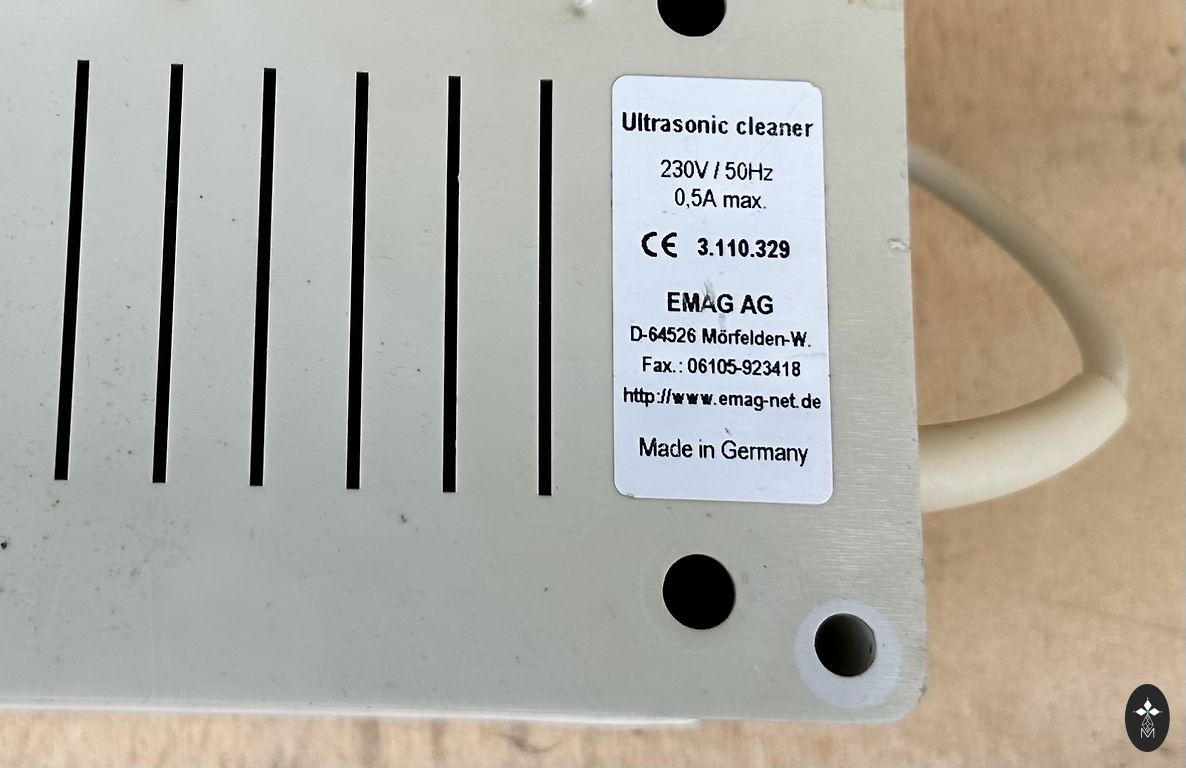 Ultrasonic cleaner
230V / 50Hz
0,5A max.
CE 3.110.329
EMAG AG
D-64526 Mörfelden-W.
Fax.: 06105-923418
http://www.emag-net.de
Made in Germany
M